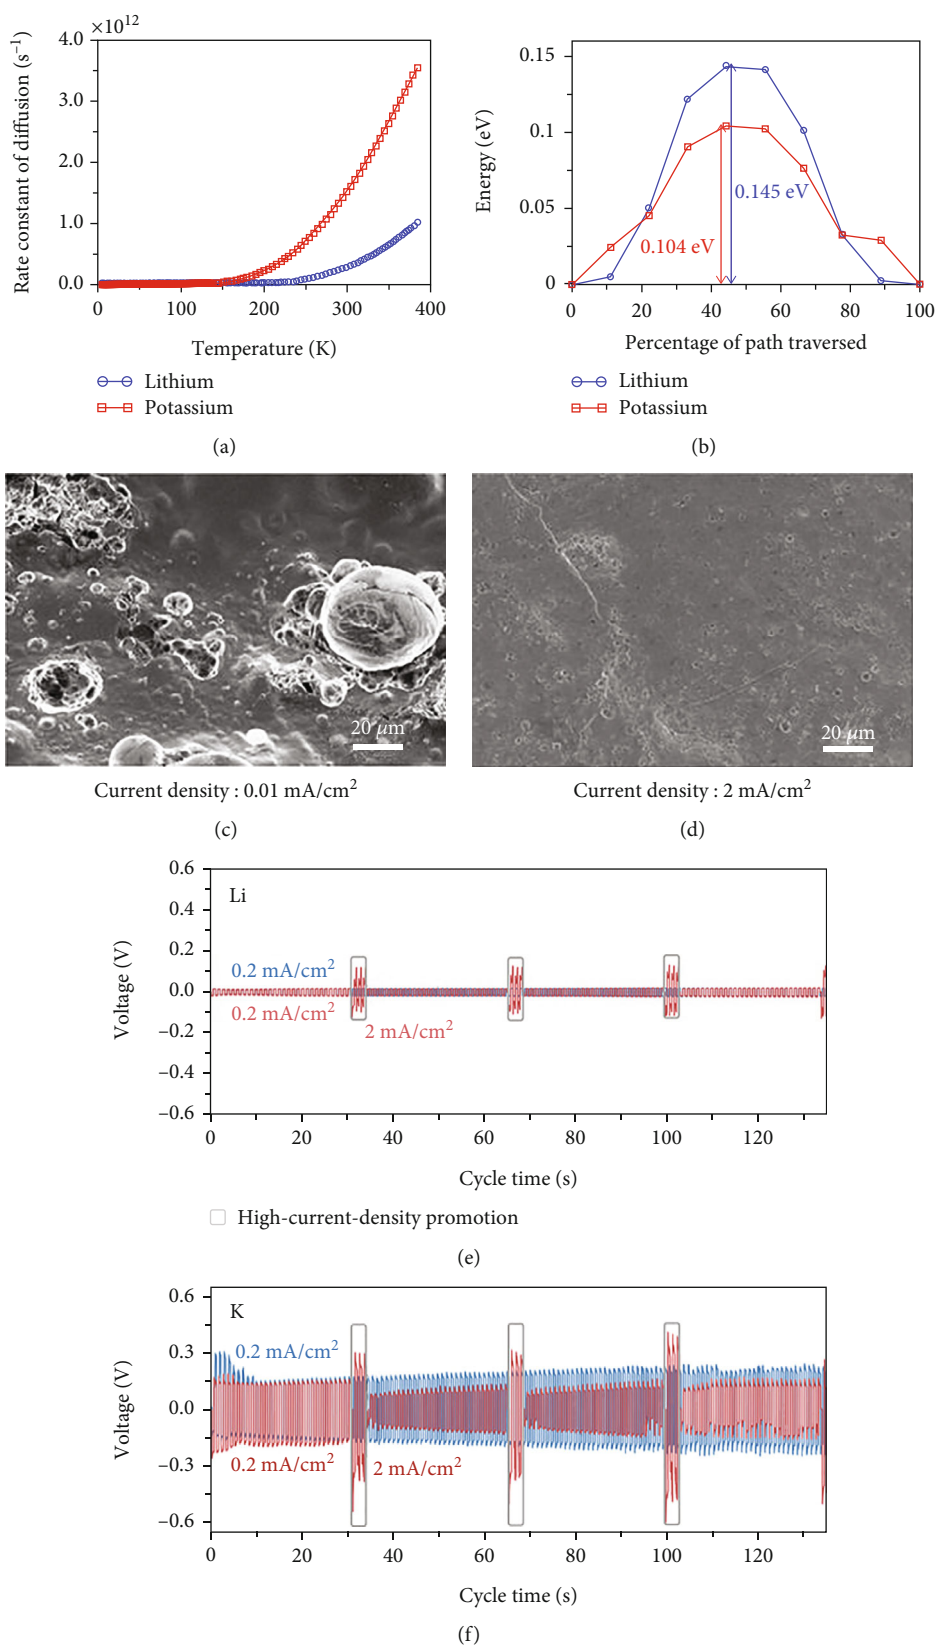 ×10¹²
4.0
3.0
2.0
1.0
0.0
Rate constant of diffusion (s⁻¹)
0 100 200 300 400
Temperature (K)
Lithium
Potassium
(a)
0.15
0.1
0.05
0
Energy (eV)
0.145 eV
0.104 eV
0 20 40 60 80 100
Percentage of path traversed
Lithium
Potassium
(b)
20 μm
Current density : 0.01 mA/cm²
(c)
20 μm
Current density : 2 mA/cm²
(d)
0.6
0.4
0.2
0.0
−0.2
−0.4
−0.6
Voltage (V)
Li
0.2 mA/cm²
0.2 mA/cm²
2 mA/cm²
0 20 40 60 80 100 120
Cycle time (s)
High-current-density promotion
(e)
0.6
0.3
0.0
−0.3
−0.6
Voltage (V)
K
0.2 mA/cm²
0.2 mA/cm²
2 mA/cm²
0 20 40 60 80 100 120
Cycle time (s)
(f)